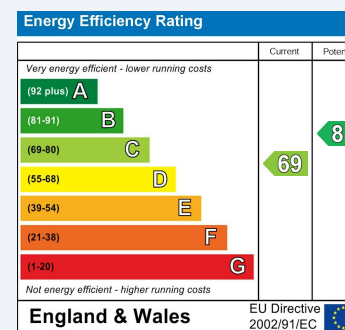 Energy Efficiency Rating
Current
Very energy efficient - lower running costs
(92 plus) A
(81-91) B
(69-80) C
(55-68) D
(39-54) E
(21-38) F
(1-20) G
69
Not energy efficient - higher running costs
England & Wales
EU Directive
2002/91/EC